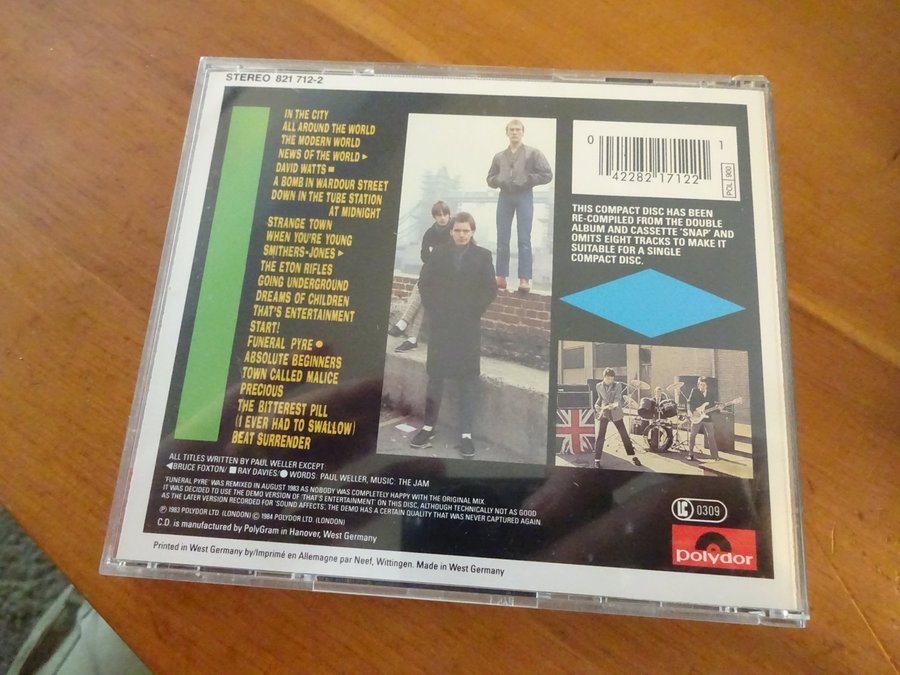 STEREO 821 712-2
IN THE CITY
ALL AROUND THE WORLD
THE MODERN WORLD
NEWS OF THE WORLD ▶
DAVID WATTS ■
A BOMB IN WARDOUR STREET
DOWN IN THE TUBE STATION
AT MIDNIGHT
STRANGE TOWN
WHEN YOU'RE YOUNG
SMITHERS-JONES ▶
THE ETON RIFLES
GOING UNDERGROUND
DREAMS OF CHILDREN
THAT'S ENTERTAINMENT
START!
FUNERAL PYRE ●
ABSOLUTE BEGINNERS
TOWN CALLED MALICE
PRECIOUS
THE BITTEREST PILL
(I EVER HAD TO SWALLOW)
BEAT SURRENDER
0 42282 17122 1
POL 900
THIS COMPACT DISC HAS BEEN
RE-COMPILED FROM THE DOUBLE
ALBUM AND CASSETTE 'SNAP' AND
OMITS EIGHT TRACKS TO MAKE IT
SUITABLE FOR A SINGLE
COMPACT DISC.
ALL TITLES WRITTEN BY PAUL WELLER EXCEPT:
◀BRUCE FOXTON/ ■RAY DAVIES/ ●WORDS: PAUL WELLER, MUSIC: THE JAM
'FUNERAL PYRE' WAS REMIXED IN AUGUST 1983 AS NOBODY WAS COMPLETELY HAPPY WITH THE ORIGINAL MIX.
IT WAS DECIDED TO USE THE DEMO VERSION OF 'THAT'S ENTERTAINMENT' ON THIS DISC, ALTHOUGH TECHNICALLY NOT AS GOOD
AS THE LATER VERSION RECORDED FOR 'SOUND AFFECTS', THE DEMO HAS A CERTAIN QUALITY THAT WAS NEVER CAPTURED AGAIN.
℗ 1983 POLYDOR LTD. (LONDON) © 1984 POLYDOR LTD. (LONDON)
C.D. is manufactured by PolyGram in Hanover, West Germany
LC 0309
polydor
Printed in West Germany by/Imprimé en Allemagne par Neef, Wittingen. Made in West Germany